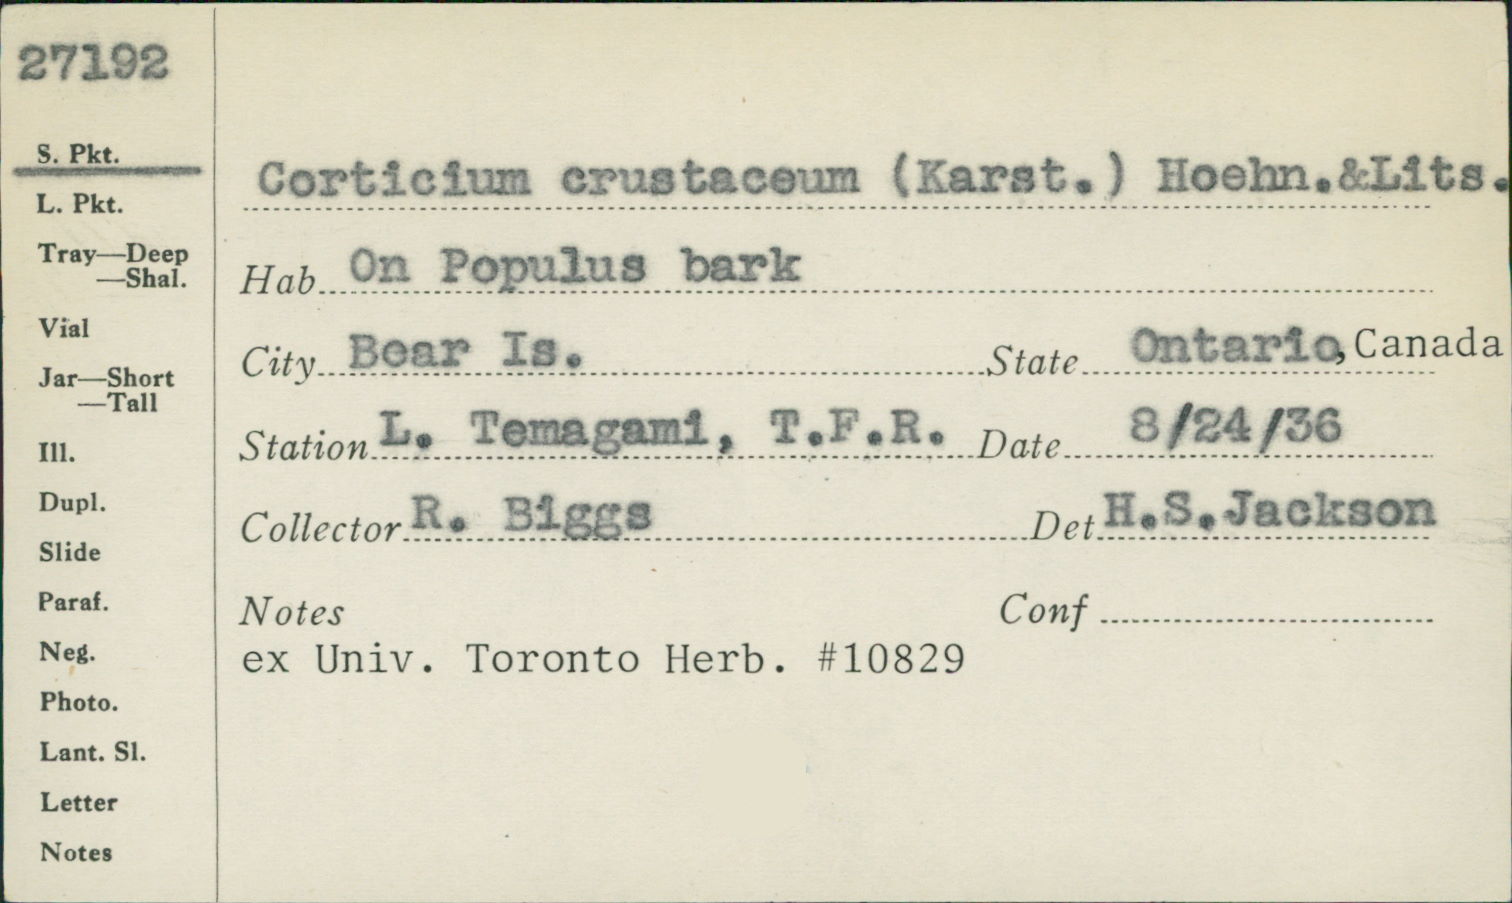 27192
S. Pkt.
L. Pkt.
Tray—Deep
—Shal.
Vial
Jar—Short
—Tall
Ill.
Dupl.
Slide
Paraf.
Neg.
Photo.
Lant. Sl.
Letter
Notes
Corticium crustaceum (Karst.) Hoehn.&Lits.
Hab. On Populus bark
City Bear Is. State Ontario, Canada
Station L. Temagami, T.F.R. Date 8/24/36
Collector R. Biggs Det H.S.Jackson
Notes Conf
ex Univ. Toronto Herb. #10829